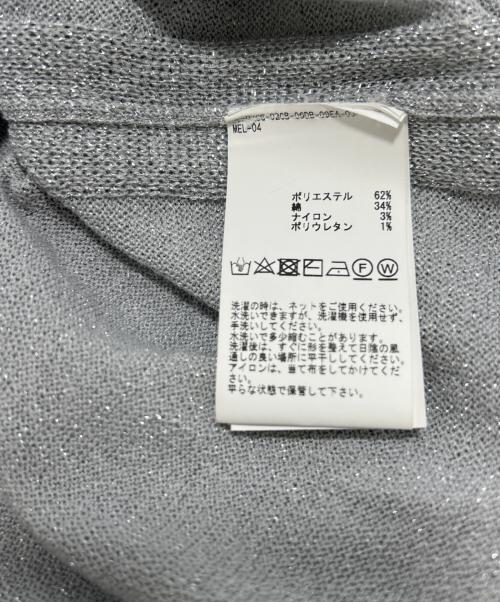 MEL=04
ポリエステル 62%
綿 34%
ナイロン 3%
ポリウレタン 1%
洗濯の時は、ネットをご使用ください。
水洗いできますが、洗濯機を使用せず、
手洗いしてください。
水洗いで多少縮むことがあります。
洗濯後は、すぐに形を整えて日陰の風
通しの良い場所に平干ししてください。
アイロンは、当て布をしてかけてくだ
さい。
平らな状態で保管して下さい。